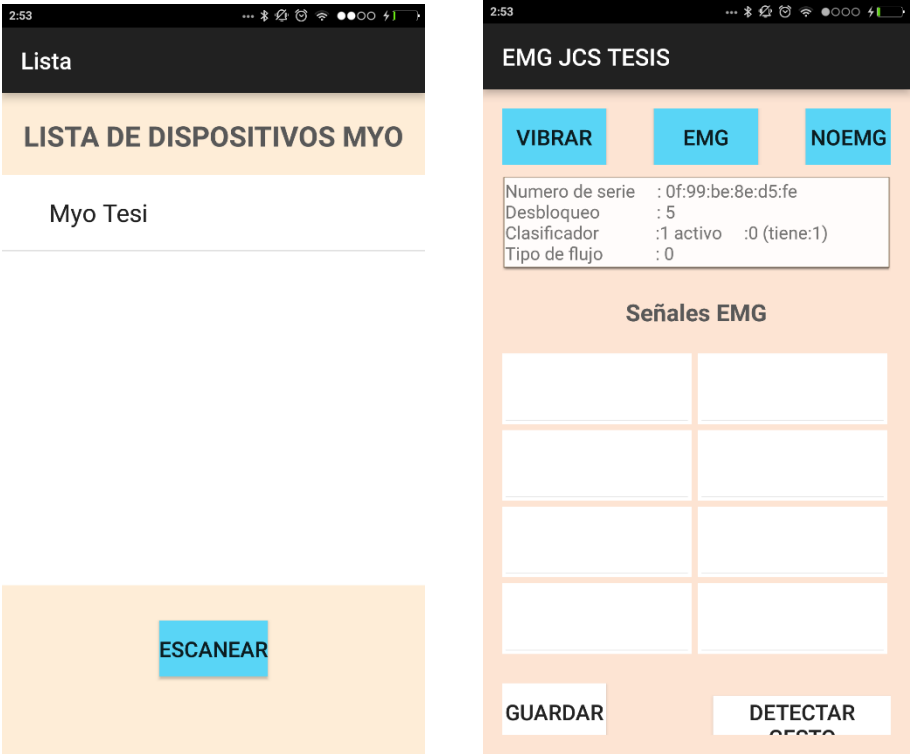 2:53
Lista
LISTA DE DISPOSITIVOS MYO
Myo Tesi
ESCANEAR
2:53
EMG JCS TESIS
VIBRAR EMG NOEMG
Numero de serie : 0f:99:be:8e:d5:fe
Desbloqueo : 5
Clasificador :1 activo :0 (tiene:1)
Tipo de flujo : 0
Señales EMG
GUARDAR DETECTAR
GESTO